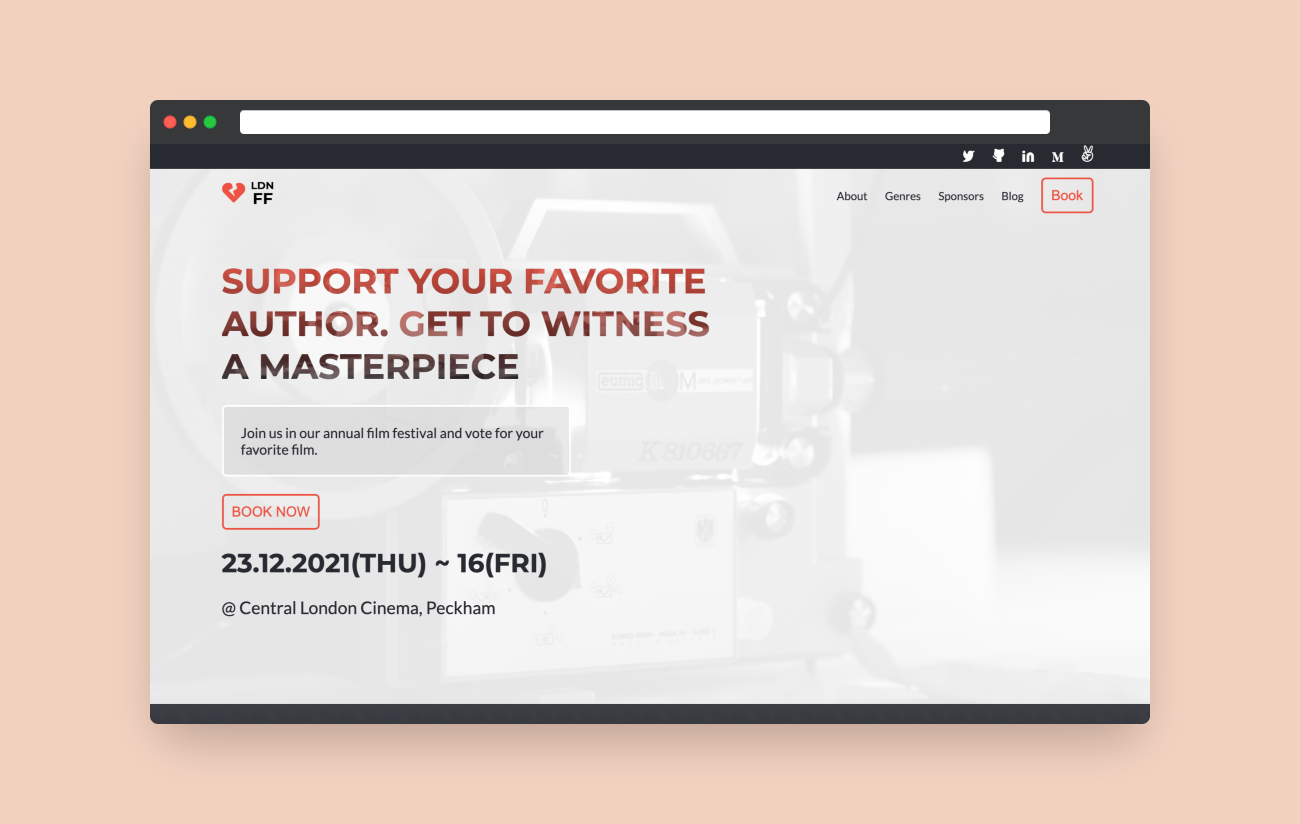 LDN
FF
About Genres Sponsors Blog Book
SUPPORT YOUR FAVORITE
AUTHOR. GET TO WITNESS
A MASTERPIECE
eumig M
Join us in our annual film festival and vote for your
favorite film.
K 810667
BOOK NOW
23.12.2021(THU) ~ 16(FRI)
@ Central London Cinema, Peckham